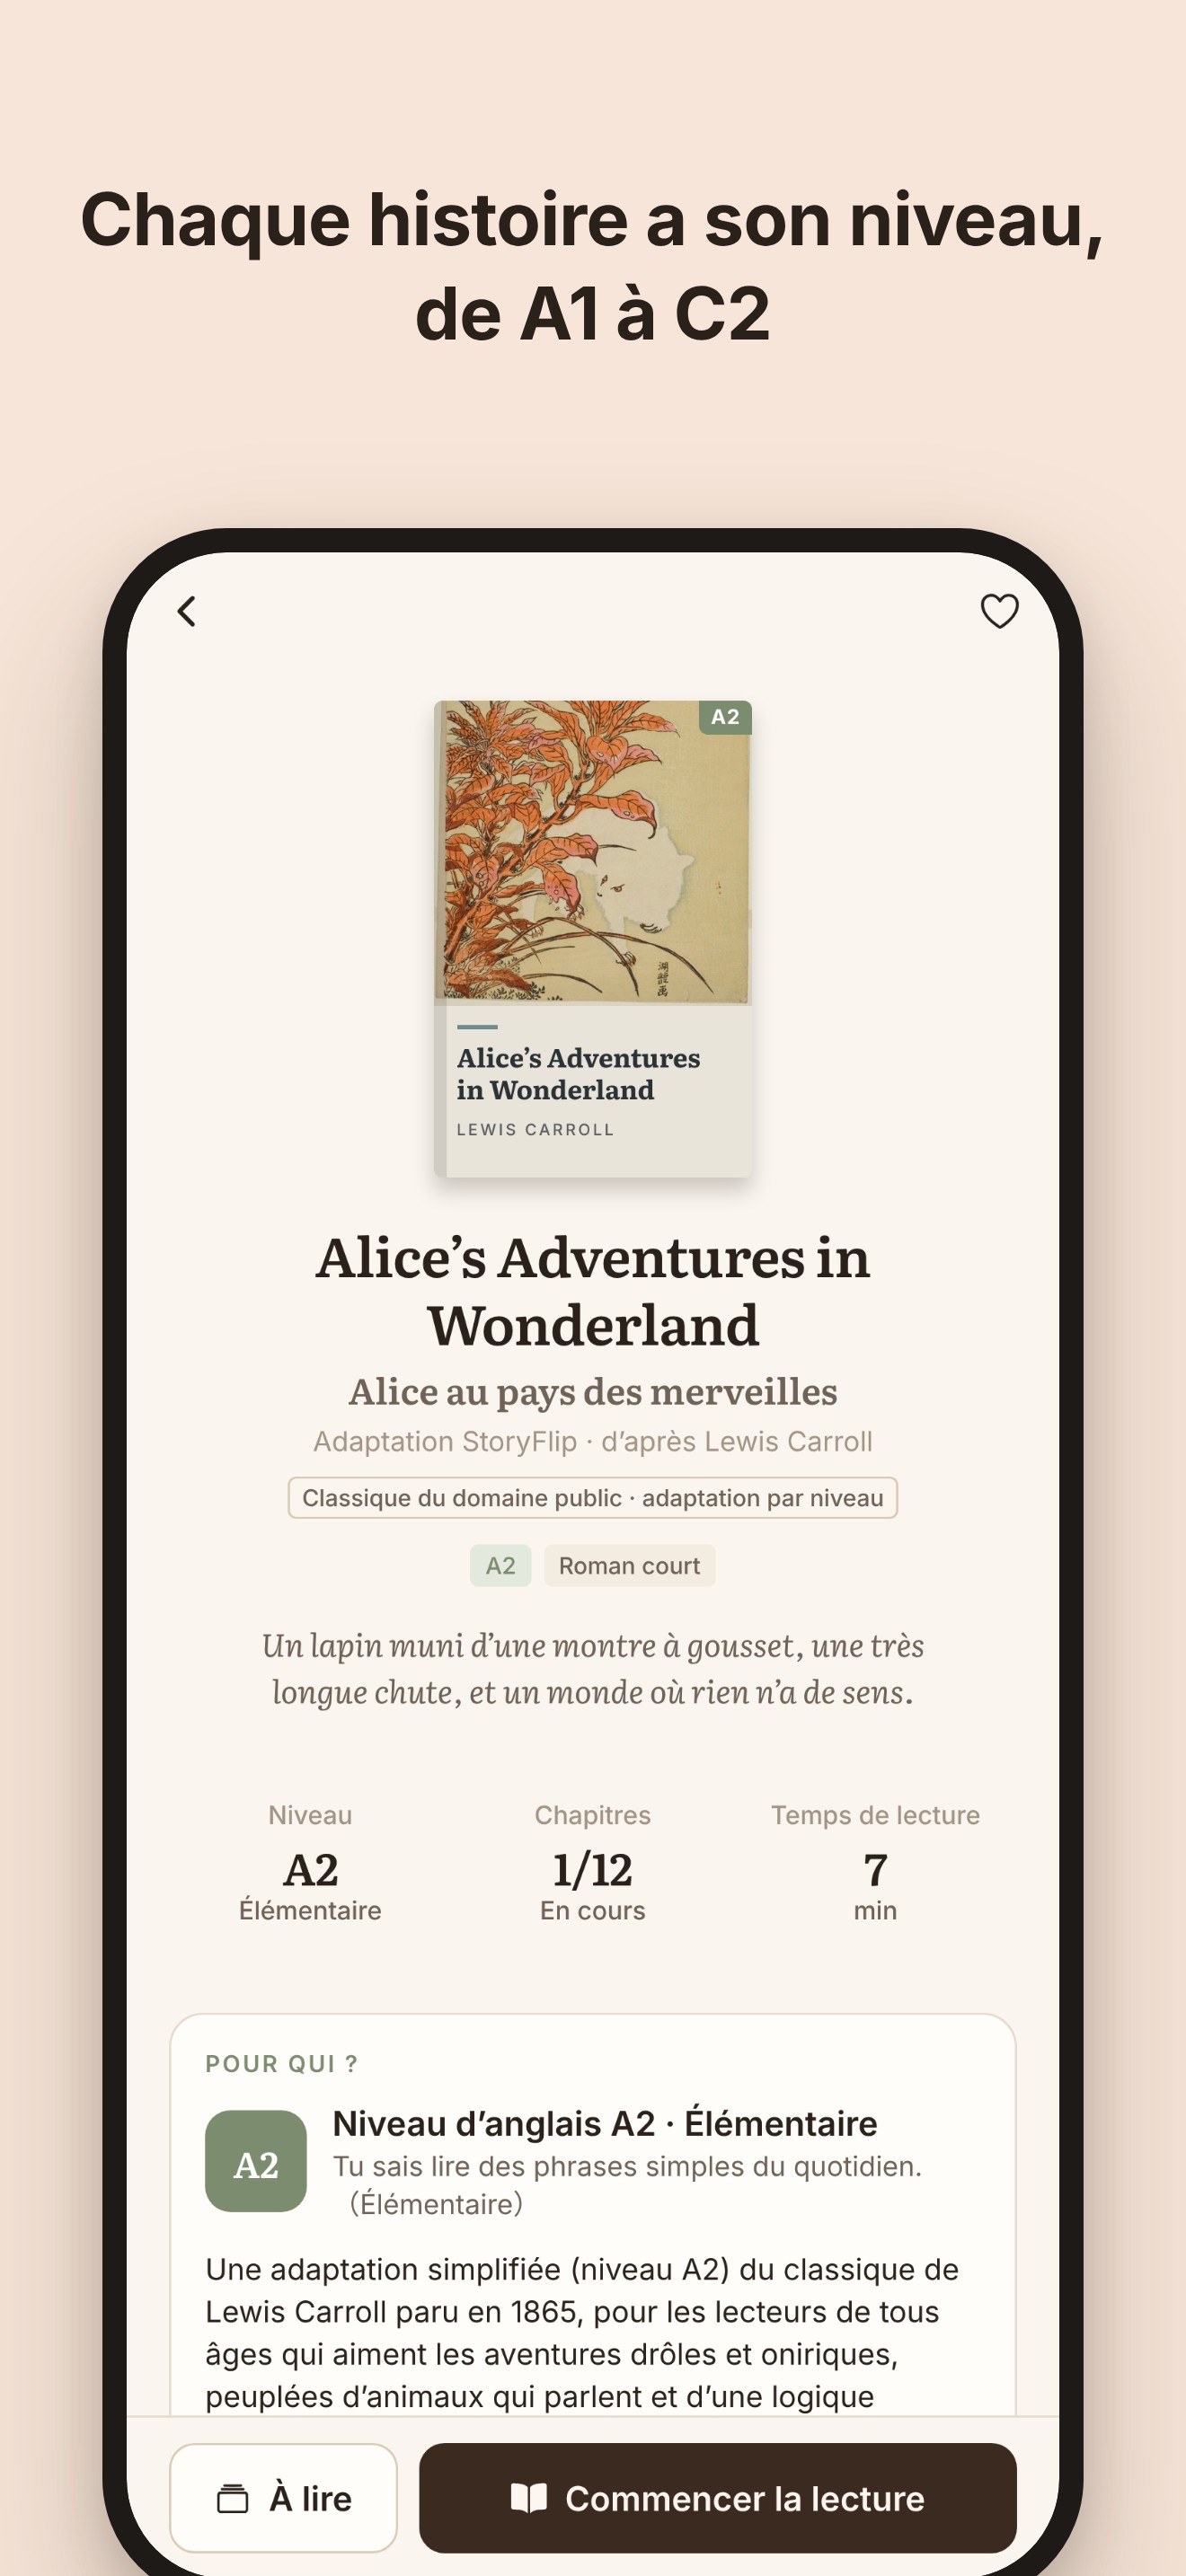 Chaque histoire a son niveau,
de A1 à C2
A2
湖龍画
Alice’s Adventures
in Wonderland
LEWIS CARROLL
Alice’s Adventures in
Wonderland
Alice au pays des merveilles
Adaptation StoryFlip · d’après Lewis Carroll
Classique du domaine public · adaptation par niveau
A2
Roman court
Un lapin muni d’une montre à gousset, une très
longue chute, et un monde où rien n’a de sens.
Niveau
A2
Élémentaire
Chapitres
1/12
En cours
Temps de lecture
7
min
POUR QUI ?
A2
Niveau d’anglais A2 · Élémentaire
Tu sais lire des phrases simples du quotidien.
（Élémentaire）
Une adaptation simplifiée (niveau A2) du classique de
Lewis Carroll paru en 1865, pour les lecteurs de tous
âges qui aiment les aventures drôles et oniriques,
peuplées d’animaux qui parlent et d’une logique
À lire
Commencer la lecture